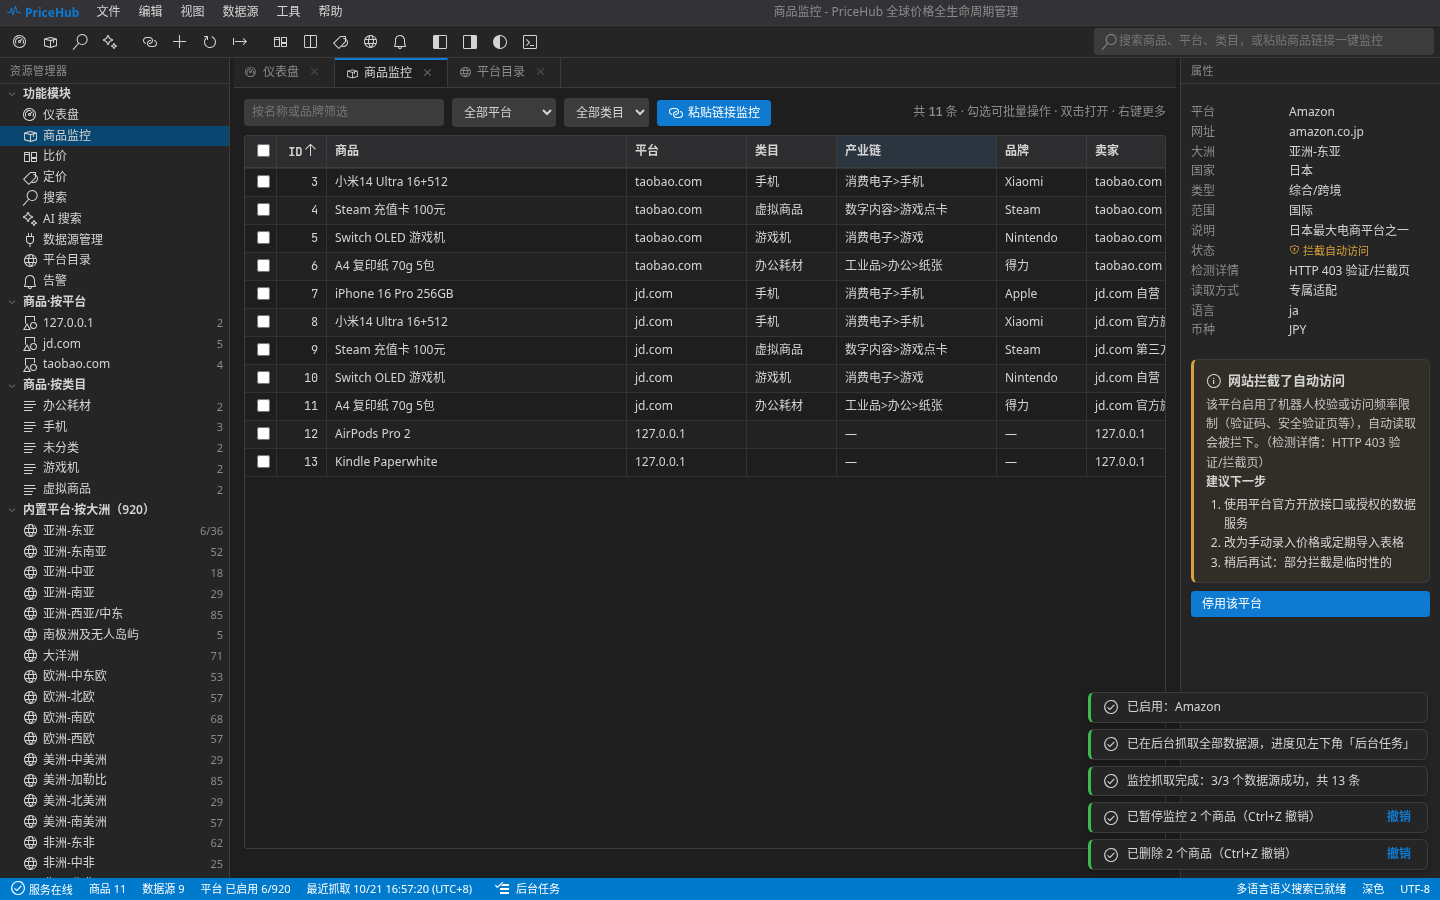 PriceHub 文件 编辑 视图 数据源 工具 帮助 商品监控 - PriceHub 全球价格全生命周期管理
搜索商品、平台、类目，或粘贴商品链接一键监控
资源管理器
功能模块
仪表盘
商品监控
比价
定价
搜索
AI 搜索
数据源管理
平台目录
告警
商品·按平台
127.0.0.1 2
jd.com 5
taobao.com 4
商品·按类目
办公耗材 2
手机 3
未分类 2
游戏机 2
虚拟商品 2
内置平台·按大洲（920）
亚洲-东亚 6/36
亚洲-东南亚 52
亚洲-中亚 18
亚洲-南亚 29
亚洲-西亚/中东 85
南极洲及无人岛屿 5
大洋洲 71
欧洲-中东欧 53
欧洲-北欧 57
欧洲-南欧 68
欧洲-西欧 57
美洲-中美洲 29
美洲-加勒比 85
美洲-北美洲 29
美洲-南美洲 57
非洲-东非 62
非洲-中非 25
仪表盘 商品监控 平台目录
按名称或品牌筛选 全部平台 全部类目 粘贴链接监控 共 11 条 · 勾选可批量操作 · 双击打开 · 右键更多
ID 商品 平台 类目 产业链 品牌 卖家
3 小米14 Ultra 16+512 taobao.com 手机 消费电子>手机 Xiaomi taobao.com
4 Steam 充值卡 100元 taobao.com 虚拟商品 数字内容>游戏点卡 Steam taobao.com
5 Switch OLED 游戏机 taobao.com 游戏机 消费电子>游戏 Nintendo taobao.com
6 A4 复印纸 70g 5包 taobao.com 办公耗材 工业品>办公>纸张 得力 taobao.com
7 iPhone 16 Pro 256GB jd.com 手机 消费电子>手机 Apple jd.com 自营
8 小米14 Ultra 16+512 jd.com 手机 消费电子>手机 Xiaomi jd.com 官方
9 Steam 充值卡 100元 jd.com 虚拟商品 数字内容>游戏点卡 Steam jd.com 第三
10 Switch OLED 游戏机 jd.com 游戏机 消费电子>游戏 Nintendo jd.com 自营
11 A4 复印纸 70g 5包 jd.com 办公耗材 工业品>办公>纸张 得力 jd.com 官方
12 AirPods Pro 2 127.0.0.1 — — 127.0.0.1
13 Kindle Paperwhite 127.0.0.1 — — 127.0.0.1
属性
平台 Amazon
网址 amazon.co.jp
大洲 亚洲-东亚
国家 日本
类型 综合/跨境
范围 国际
说明 日本最大电商平台之一
状态 拦截自动访问
检测详情 HTTP 403 验证/拦截页
读取方式 专属适配
语言 ja
币种 JPY
网站拦截了自动访问
该平台启用了机器人校验或访问频率限
制（验证码、安全验证页等），自动读取
会被拦下。（检测详情：HTTP 403 验
证/拦截页）
建议下一步
1. 使用平台官方开放接口或授权的数据
服务
2. 改为手动录入价格或定期导入表格
3. 稍后再试：部分拦截是临时性的
停用该平台
已启用：Amazon
已在后台抓取全部数据源，进度见左下角「后台任务」
监控抓取完成：3/3 个数据源成功，共 13 条
已暂停监控 2 个商品（Ctrl+Z 撤销） 撤销
已删除 2 个商品（Ctrl+Z 撤销） 撤销
服务在线 商品 11 数据源 9 平台 已启用 6/920 最近抓取 10/21 16:57:20 (UTC+8) 后台任务 多语言语义搜索已就绪 深色 UTF-8